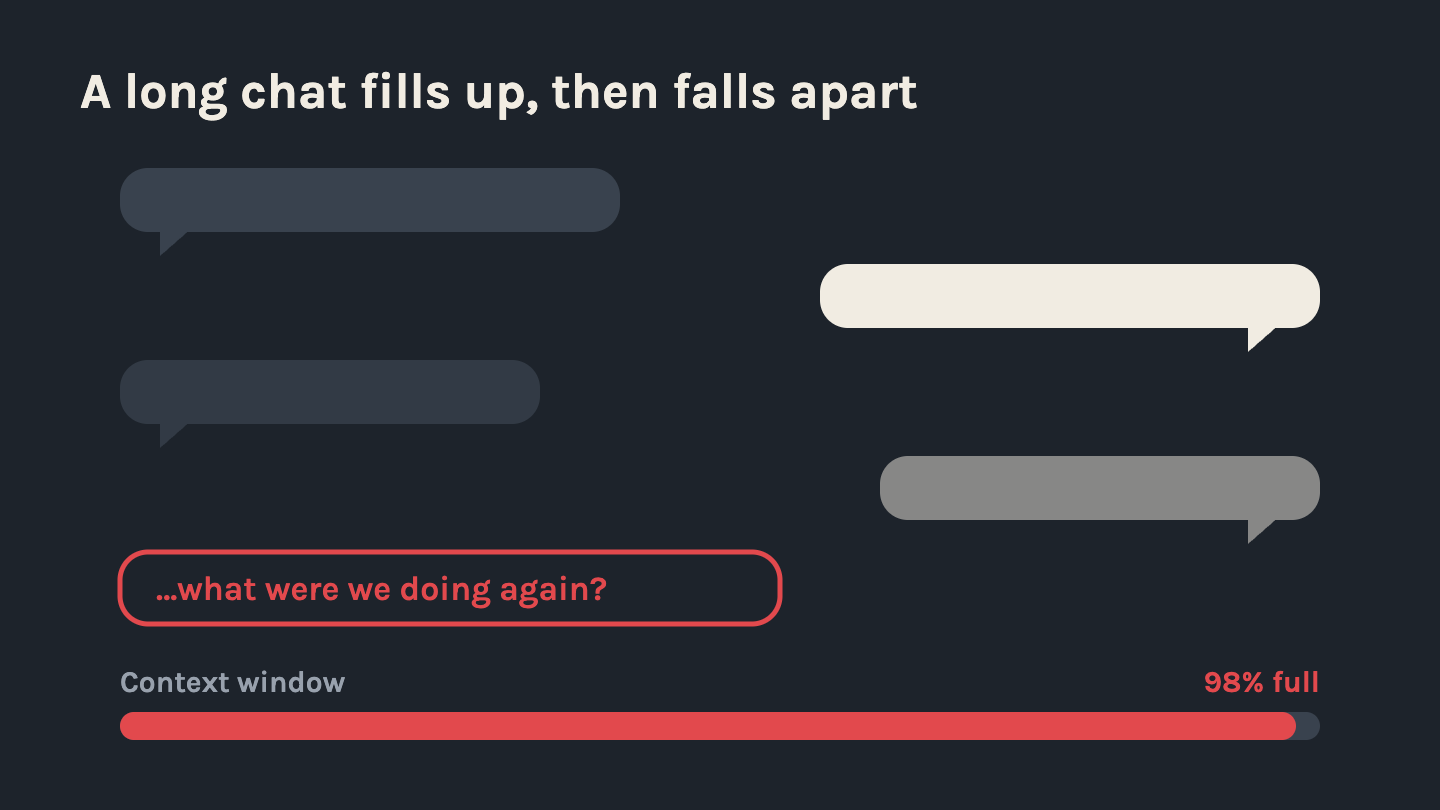 A long chat fills up, then falls apart
...what were we doing again?
Context window
98% full